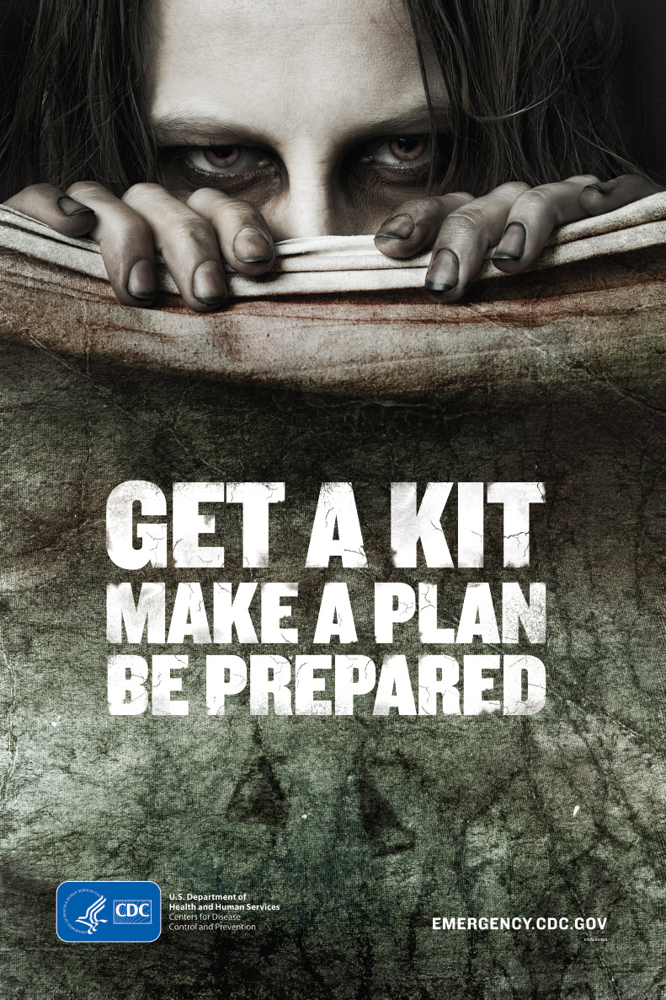 GET A KIT
MAKE A PLAN
BE PREPARED
CDC
U.S. Department of
Health and Human Services
Centers for Disease
Control and Prevention
EMERGENCY.CDC.GOV